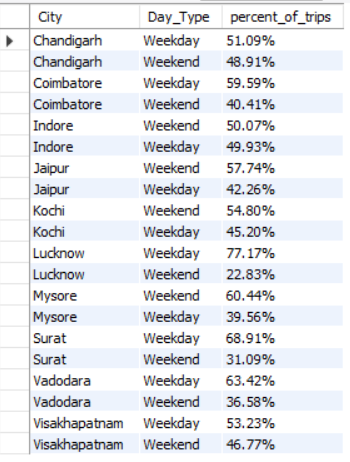 City Day_Type percent_of_trips
Chandigarh Weekday 51.09%
Chandigarh Weekend 48.91%
Coimbatore Weekday 59.59%
Coimbatore Weekend 40.41%
Indore Weekend 50.07%
Indore Weekday 49.93%
Jaipur Weekend 57.74%
Jaipur Weekday 42.26%
Kochi Weekend 54.80%
Kochi Weekday 45.20%
Lucknow Weekday 77.17%
Lucknow Weekend 22.83%
Mysore Weekend 60.44%
Mysore Weekday 39.56%
Surat Weekday 68.91%
Surat Weekend 31.09%
Vadodara Weekday 63.42%
Vadodara Weekend 36.58%
Visakhapatnam Weekday 53.23%
Visakhapatnam Weekend 46.77%